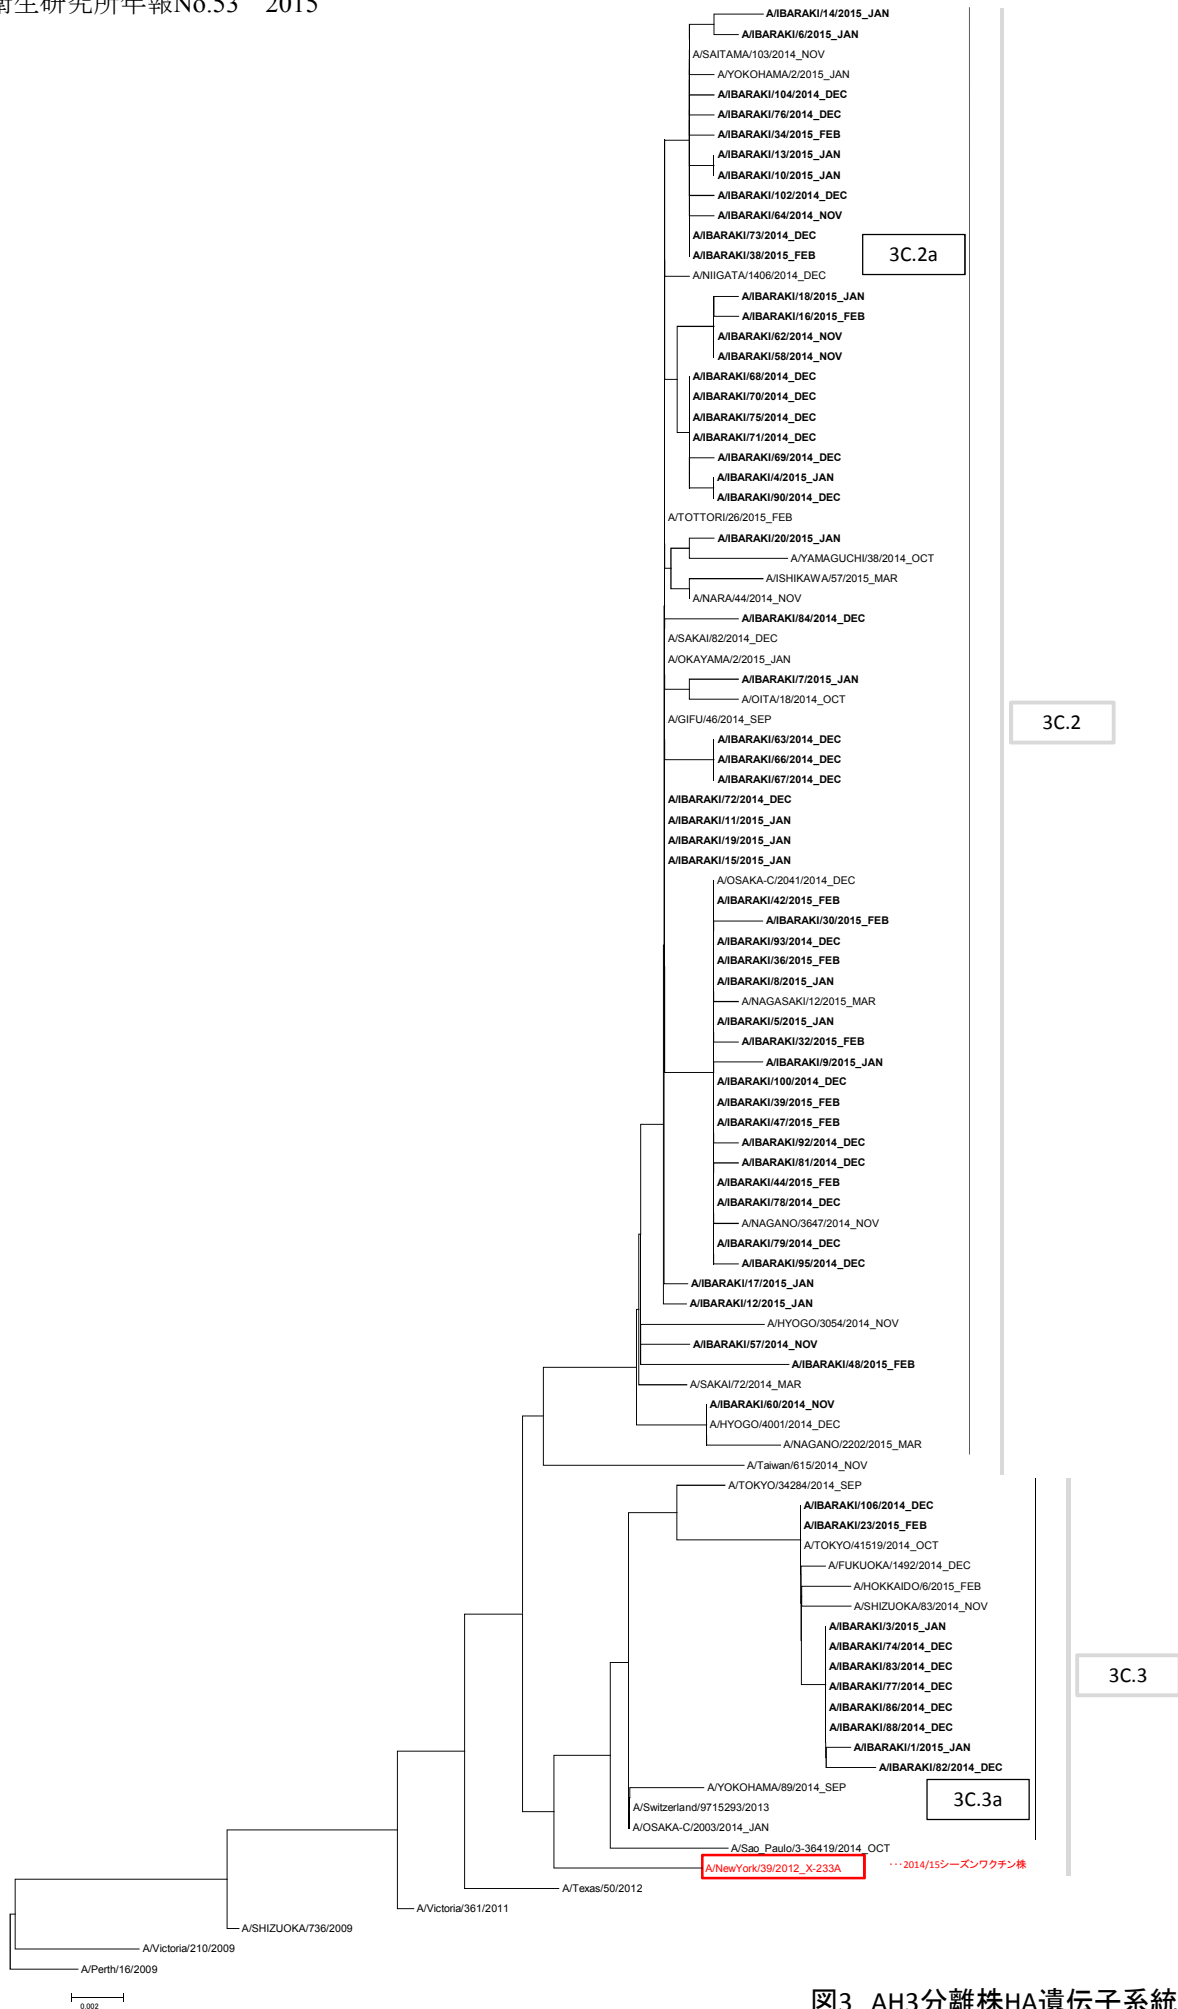 衛生研究所年報No.53 2015
A/IBARAKI/14/2015_JAN
A/IBARAKI/6/2015_JAN
A/SAITAMA/103/2014_NOV
A/YOKOHAMA/2/2015_JAN
A/IBARAKI/104/2014_DEC
A/IBARAKI/76/2014_DEC
A/IBARAKI/34/2015_FEB
A/IBARAKI/13/2015_JAN
A/IBARAKI/10/2015_JAN
A/IBARAKI/102/2014_DEC
A/IBARAKI/64/2014_NOV
A/IBARAKI/73/2014_DEC
A/IBARAKI/38/2015_FEB
3C.2a
A/NIIGATA/1406/2014_DEC
A/IBARAKI/18/2015_JAN
A/IBARAKI/16/2015_FEB
A/IBARAKI/62/2014_NOV
A/IBARAKI/58/2014_NOV
A/IBARAKI/68/2014_DEC
A/IBARAKI/70/2014_DEC
A/IBARAKI/75/2014_DEC
A/IBARAKI/71/2014_DEC
A/IBARAKI/69/2014_DEC
A/IBARAKI/4/2015_JAN
A/IBARAKI/90/2014_DEC
A/TOTTORI/26/2015_FEB
A/IBARAKI/20/2015_JAN
A/YAMAGUCHI/38/2014_OCT
A/ISHIKAWA/57/2015_MAR
A/NARA/44/2014_NOV
A/IBARAKI/84/2014_DEC
A/SAKAI/82/2014_DEC
A/OKAYAMA/2/2015_JAN
A/IBARAKI/7/2015_JAN
A/OITA/18/2014_OCT
A/GIFU/46/2014_SEP
3C.2
A/IBARAKI/63/2014_DEC
A/IBARAKI/66/2014_DEC
A/IBARAKI/67/2014_DEC
A/IBARAKI/72/2014_DEC
A/IBARAKI/11/2015_JAN
A/IBARAKI/19/2015_JAN
A/IBARAKI/15/2015_JAN
A/OSAKA-C/2041/2014_DEC
A/IBARAKI/42/2015_FEB
A/IBARAKI/30/2015_FEB
A/IBARAKI/93/2014_DEC
A/IBARAKI/36/2015_FEB
A/IBARAKI/8/2015_JAN
A/NAGASAKI/12/2015_MAR
A/IBARAKI/5/2015_JAN
A/IBARAKI/32/2015_FEB
A/IBARAKI/9/2015_JAN
A/IBARAKI/100/2014_DEC
A/IBARAKI/39/2015_FEB
A/IBARAKI/47/2015_FEB
A/IBARAKI/92/2014_DEC
A/IBARAKI/81/2014_DEC
A/IBARAKI/44/2015_FEB
A/IBARAKI/78/2014_DEC
A/NAGANO/3647/2014_NOV
A/IBARAKI/79/2014_DEC
A/IBARAKI/95/2014_DEC
A/IBARAKI/17/2015_JAN
A/IBARAKI/12/2015_JAN
A/HYOGO/3054/2014_NOV
A/IBARAKI/57/2014_NOV
A/IBARAKI/48/2015_FEB
A/SAKAI/72/2014_MAR
A/IBARAKI/60/2014_NOV
A/HYOGO/4001/2014_DEC
A/NAGANO/2202/2015_MAR
A/Taiwan/615/2014_NOV
A/TOKYO/34284/2014_SEP
A/IBARAKI/106/2014_DEC
A/IBARAKI/23/2015_FEB
A/TOKYO/41519/2014_OCT
A/FUKUOKA/1492/2014_DEC
A/HOKKAIDO/6/2015_FEB
A/SHIZUOKA/83/2014_NOV
A/IBARAKI/3/2015_JAN
A/IBARAKI/74/2014_DEC
A/IBARAKI/83/2014_DEC
3C.3
A/IBARAKI/77/2014_DEC
A/IBARAKI/86/2014_DEC
A/IBARAKI/88/2014_DEC
A/IBARAKI/1/2015_JAN
A/IBARAKI/82/2014_DEC
A/YOKOHAMA/89/2014_SEP
3C.3a
A/Switzerland/9715293/2013
A/OSAKA-C/2003/2014_JAN
A/Sao_Paulo/3-36419/2014_OCT
A/NewYork/39/2012_X-233A ・・・2014/15シーズンワクチン株
A/Texas/50/2012
A/Victoria/361/2011
A/SHIZUOKA/736/2009
A/Victoria/210/2009
A/Perth/16/2009
0.002
図3 AH3分離株HA遺伝子系統